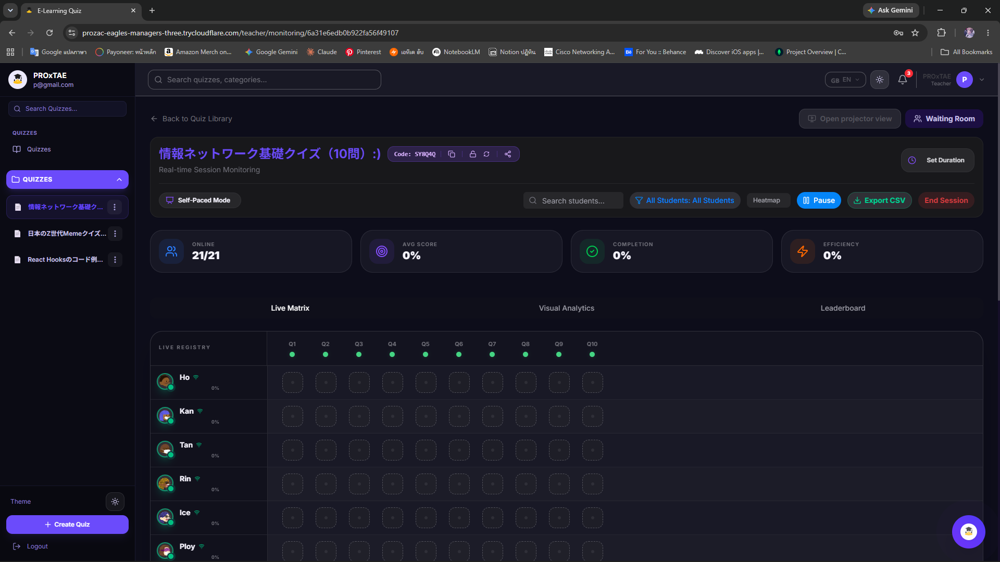 E-Learning Quiz
Ask Gemini
prozac-eagles-managers-three.trycloudflare.com/teacher/monitoring/6a31e6edb0b922fa56f49107
Google แปลภาษา
Payoneer: หน้าหลัก
Amazon Merch on...
Google Gemini
Claude
Pinterest
เอทีเค ฮับ
NotebookLM
Notion ปฏิทิน
Cisco Networking A...
For You :: Behance
Discover iOS apps |...
Project Overview | C...
All Bookmarks
PROxTAE
p@gmail.com
Search quizzes, categories...
GB EN
3
PROxTAE
Teacher
P
Search Quizzes...
QUIZZES
Quizzes
QUIZZES
情報ネットワーク基礎ク...
日本のZ世代Memeクイズ...
React Hooksのコード例...
Theme
Create Quiz
Logout
Back to Quiz Library
Open projector view
Waiting Room
情報ネットワーク基礎クイズ（10問）:)
Code: SY8Q4Q
Real-time Session Monitoring
Set Duration
Self-Paced Mode
Search students...
All Students: All Students
Heatmap
Pause
Export CSV
End Session
ONLINE
21/21
AVG SCORE
0%
COMPLETION
0%
EFFICIENCY
0%
Live Matrix
Visual Analytics
Leaderboard
LIVE REGISTRY
Q1 Q2 Q3 Q4 Q5 Q6 Q7 Q8 Q9 Q10
Ho
0%
Kan
0%
Tan
0%
Rin
0%
Ice
0%
Ploy
0%